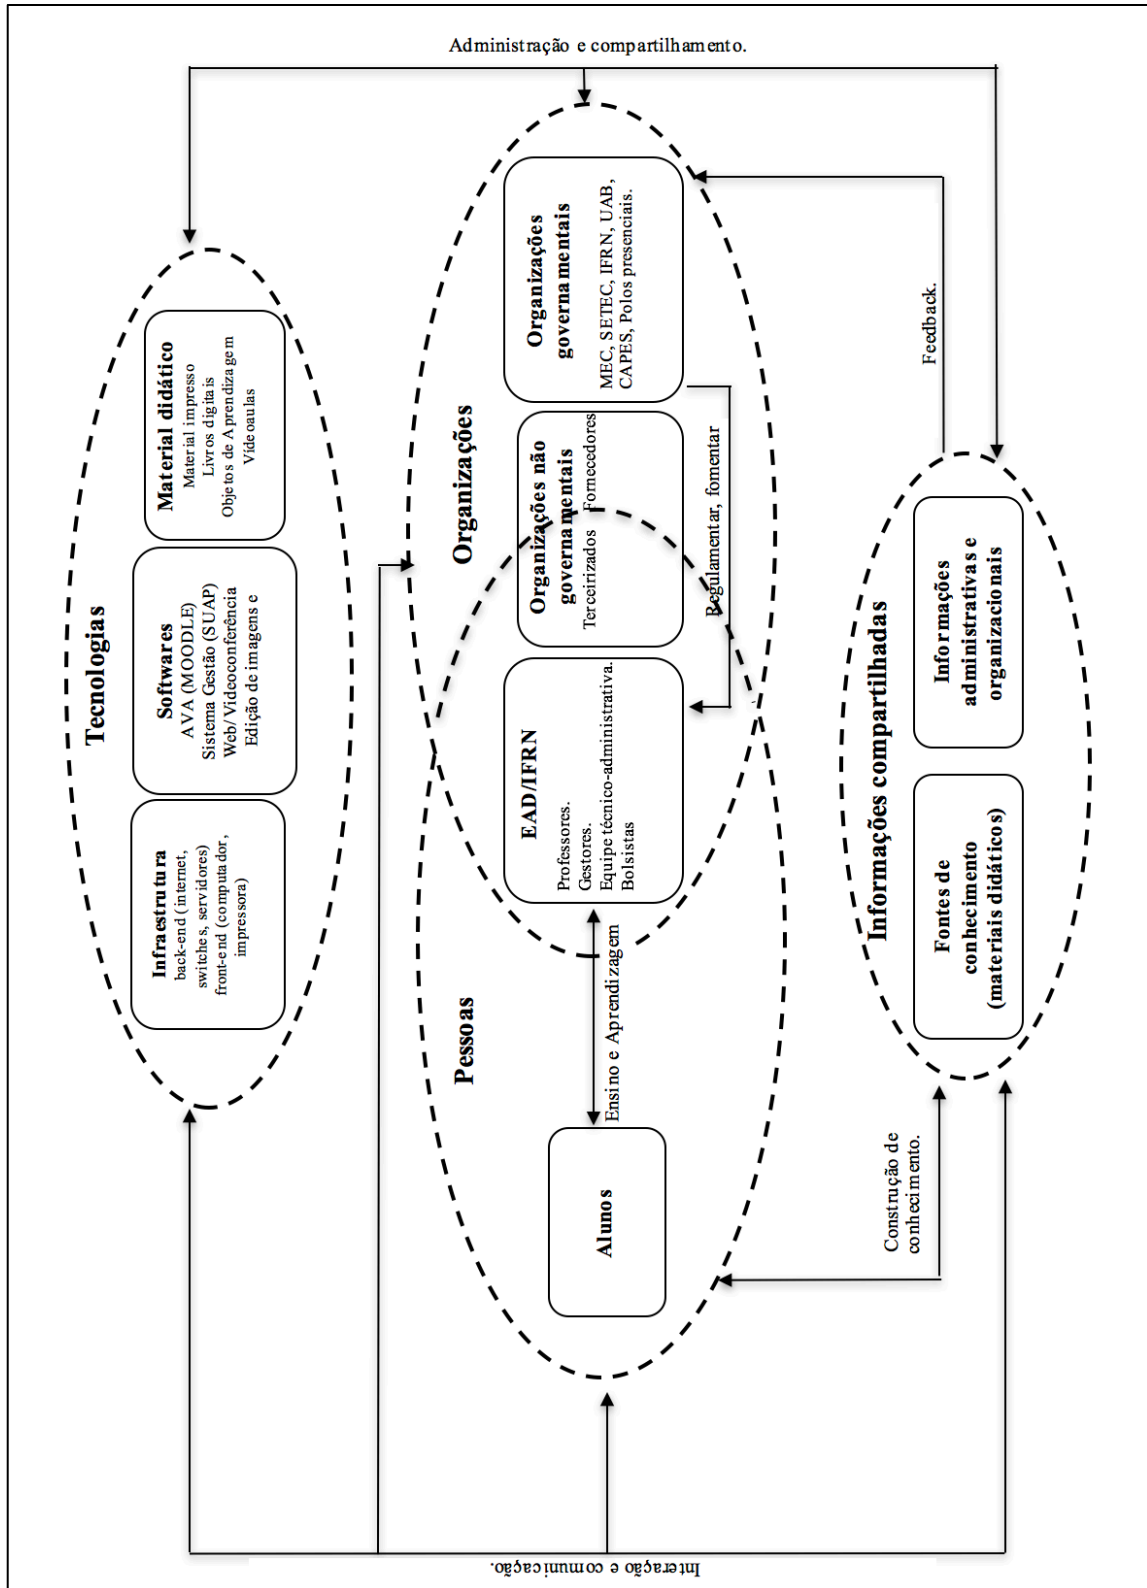 Administração e compartilhamento.
Tecnologias
Infraestrutura
back-end (internet,
switches, servidores)
front-end (computador,
impressora)
Softwares
AVA (MOODLE)
Sistema Gestão (SUAP)
Web/Videoconferência
Edição de imagens e
Material didático
Material impresso
Livros digitais
Objetos de Aprendizagem
Vídeoaulas
Pessoas
Organizações
Alunos
Ensino e Aprendizagem
EAD/IFRN
Professores.
Gestores.
Equipe técnico-administrativa.
Bolsistas
Organizações não
governamentais
Terceirizados Fornecedores
Organizações
governamentais
MEC, SETEC, IFRN, UAB,
CAPES, Polos presenciais.
Regulamentar, fomentar
Informações compartilhadas
Fontes de
conhecimento
(materiais didáticos)
Informações
administrativas e
organizacionais
Construção de
conhecimento.
Feedback.
Interação e comunicação.